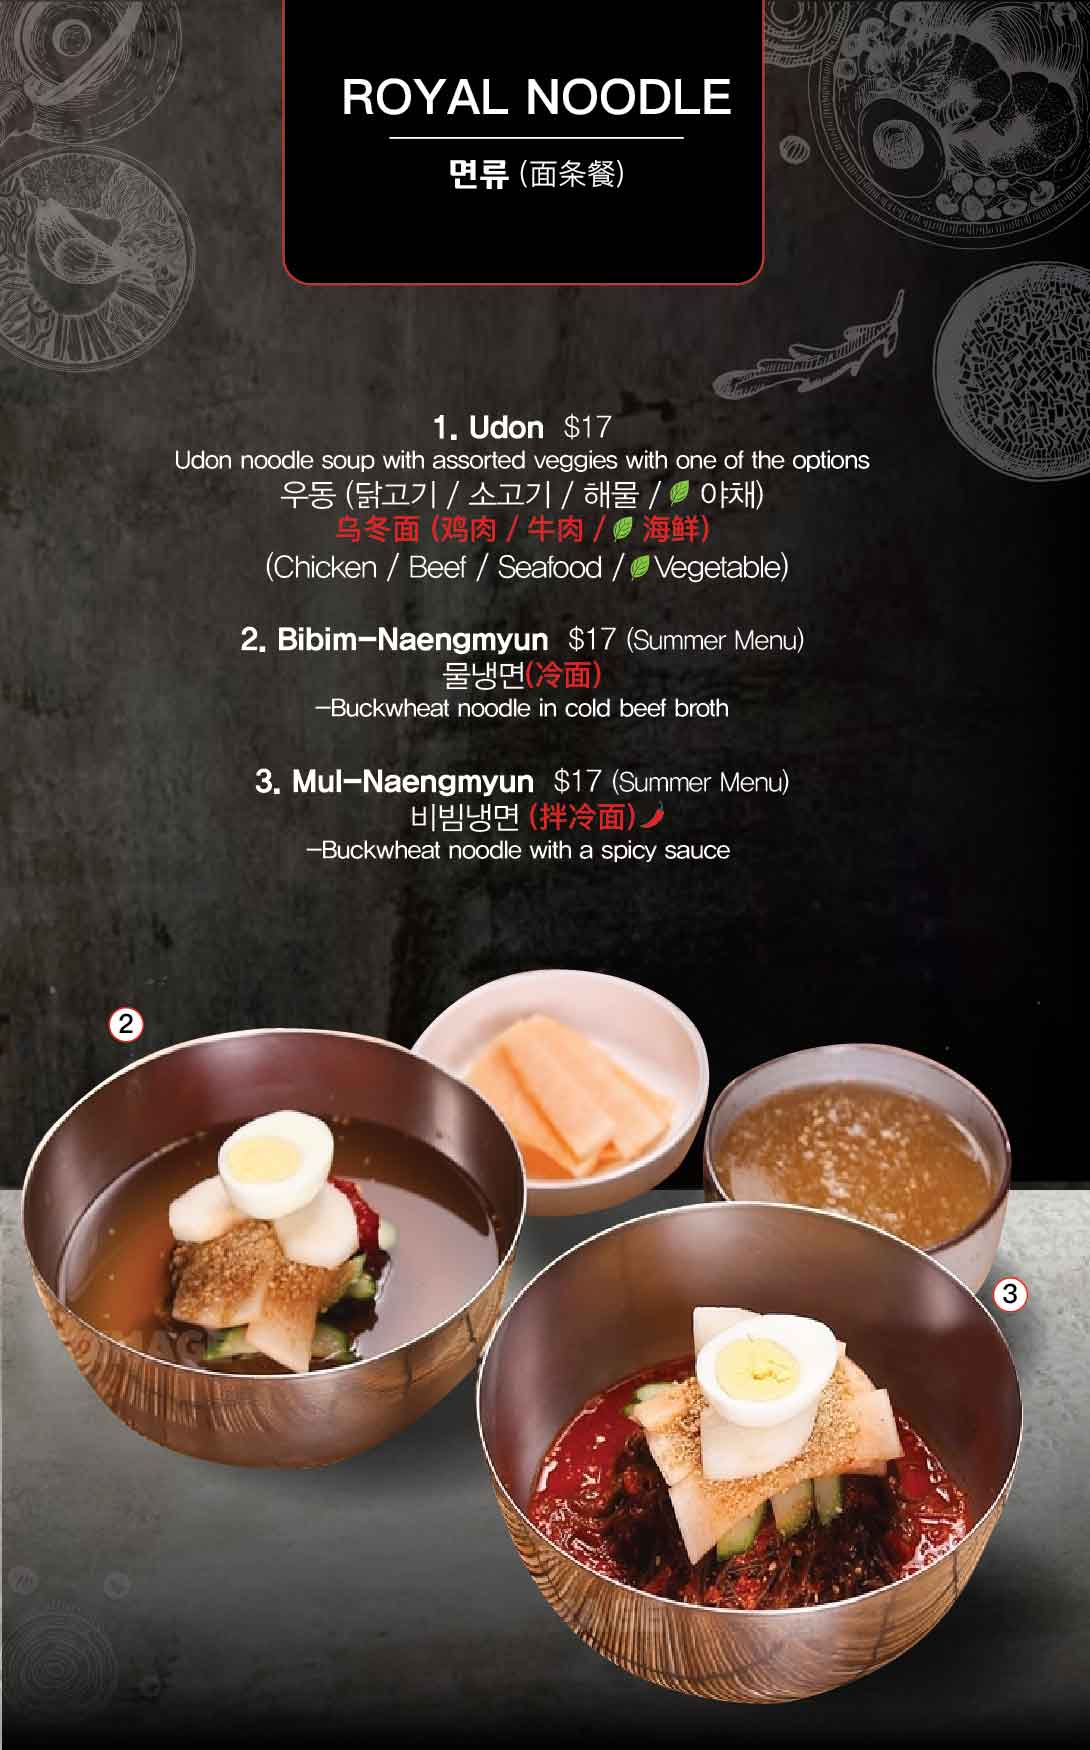 ROYAL NOODLE
면류 (面条餐)
1. Udon $17
Udon noodle soup with assorted veggies with one of the options
우동 (닭고기 / 소고기 / 해물 / 야채)
乌冬面 (鸡肉 / 牛肉 / 海鲜)
(Chicken / Beef / Seafood / Vegetable)
2. Bibim-Naengmyun $17 (Summer Menu)
물냉면(冷面)
-Buckwheat noodle in cold beef broth
3. Mul-Naengmyun $17 (Summer Menu)
비빔냉면 (拌冷面)
-Buckwheat noodle with a spicy sauce
2
3